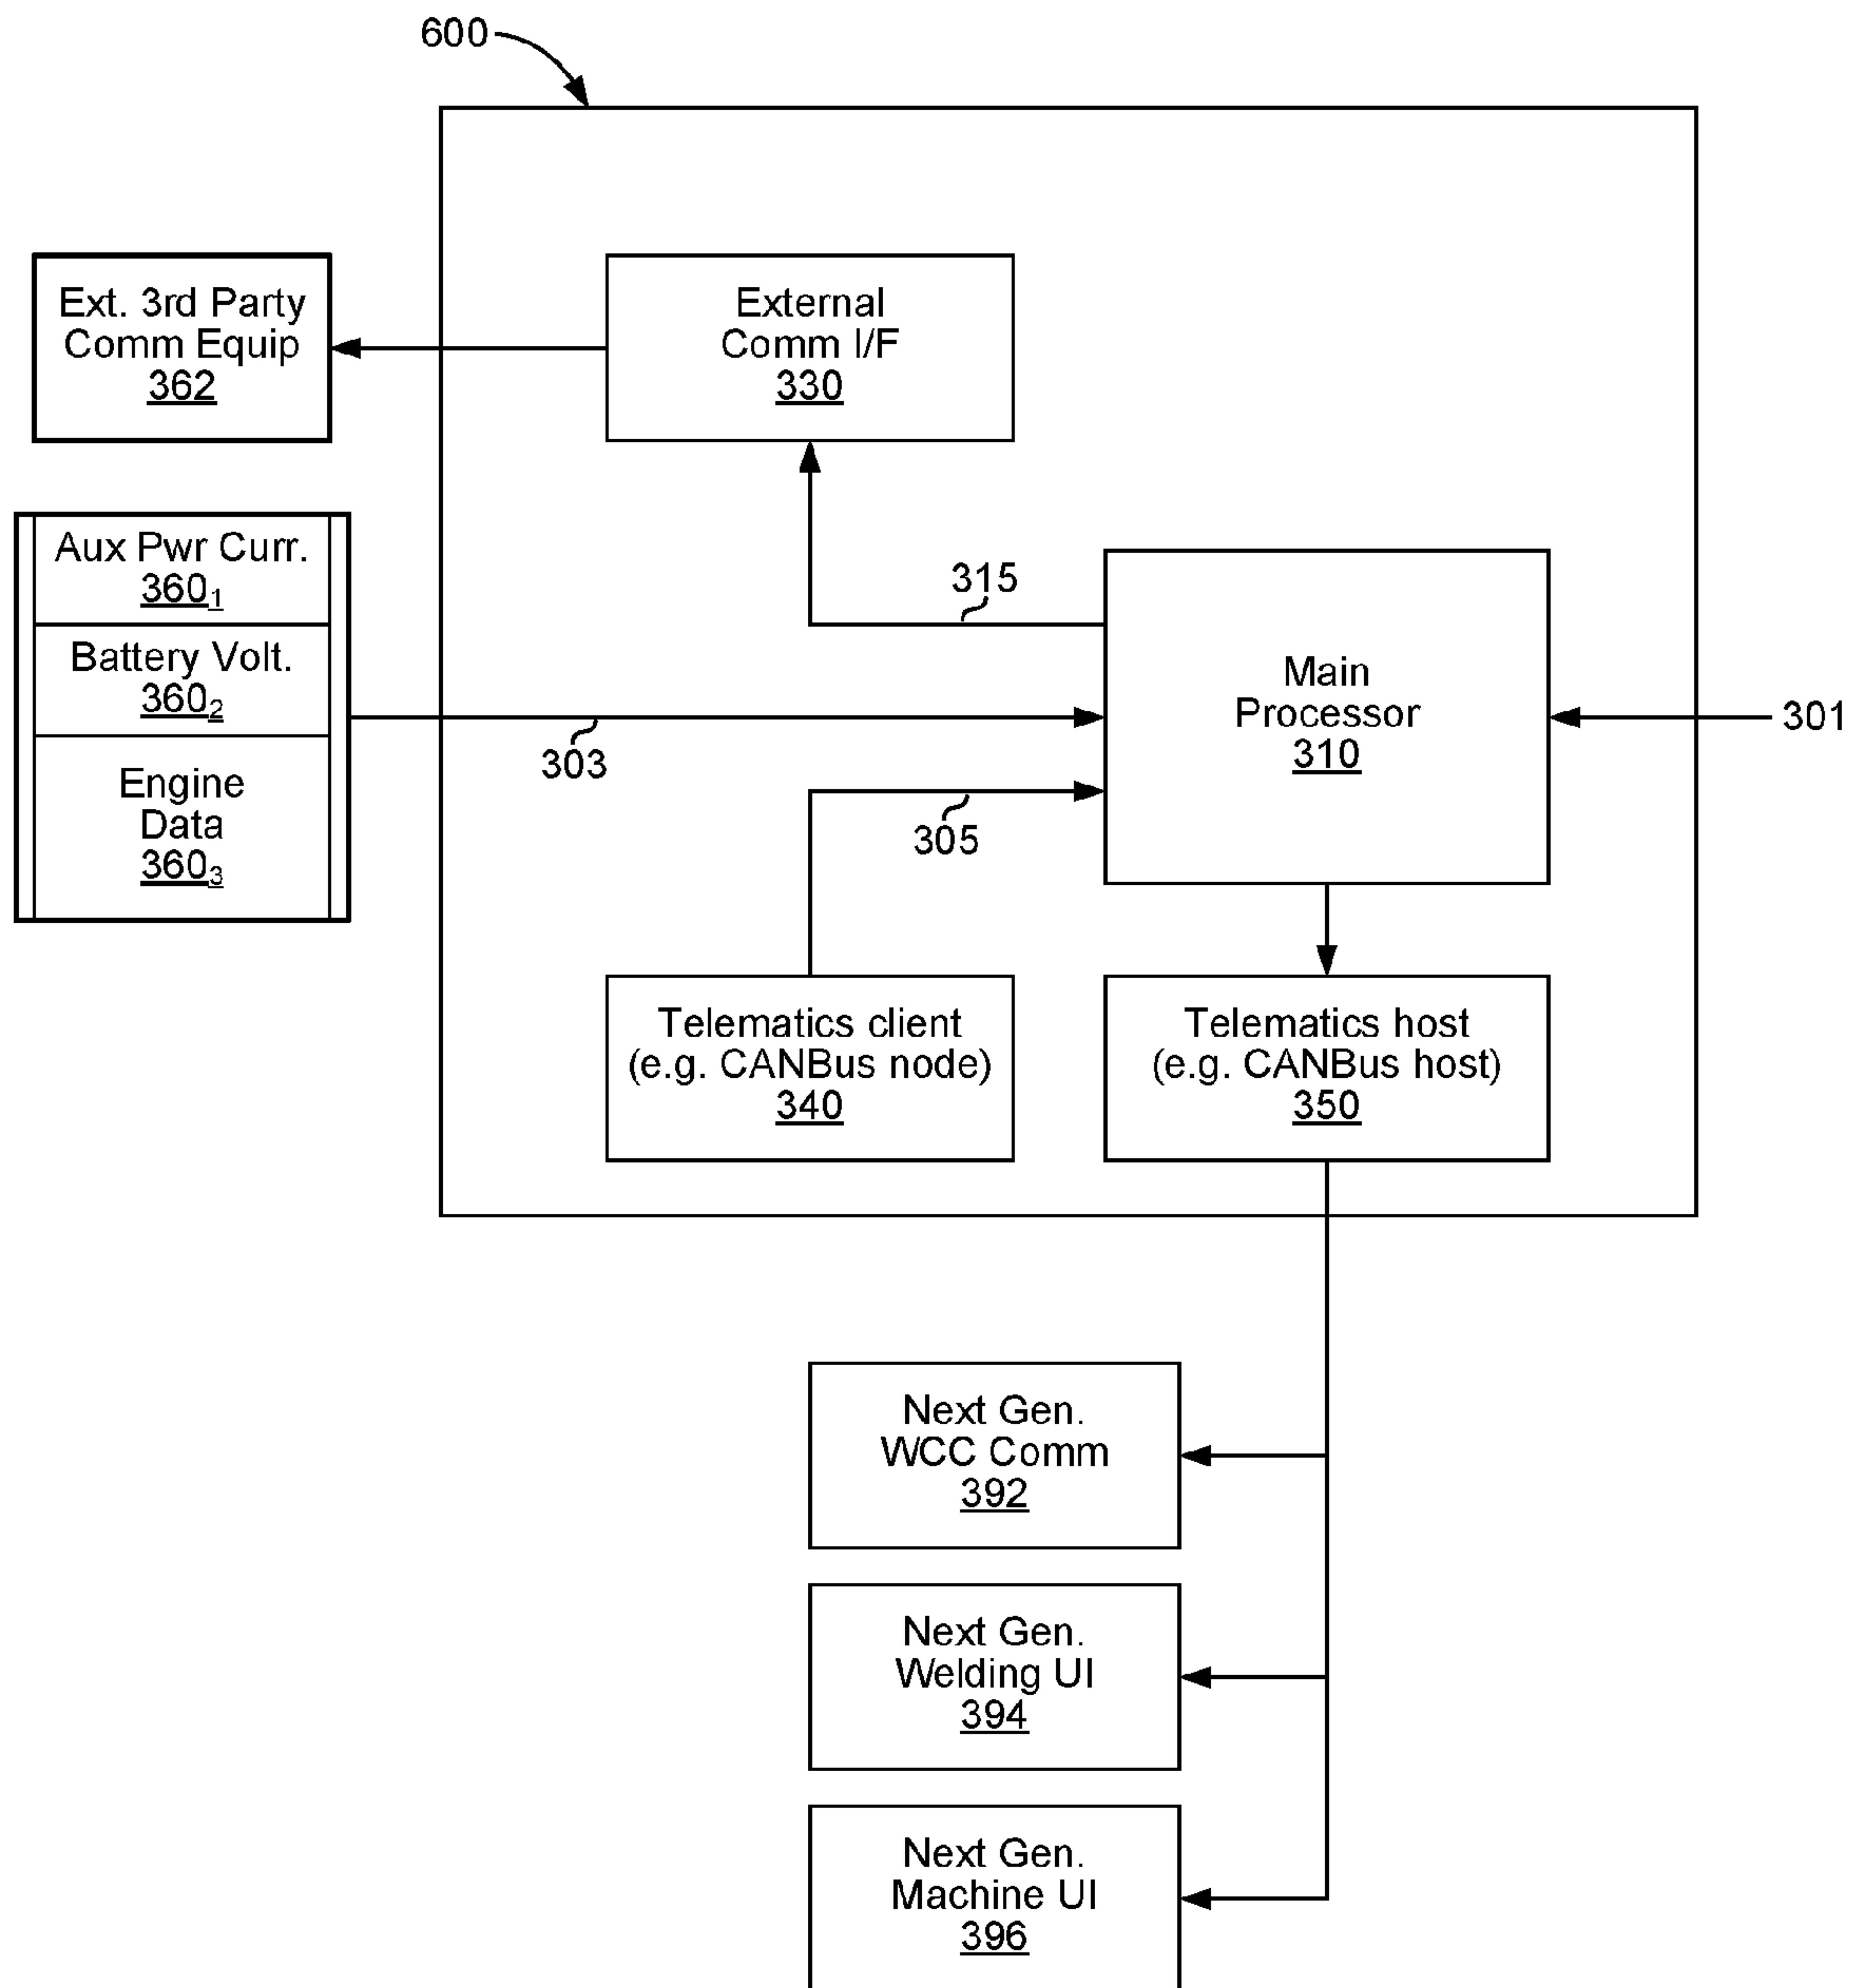 600
Ext. 3rd Party
Comm Equip
362
External
Comm I/F
330
Aux Pwr Curr.
360₁
Battery Volt.
360₂
Engine
Data
360₃
315
303
305
Main
Processor
310
301
Telematics client
(e.g. CANBus node)
340
Telematics host
(e.g. CANBus host)
350
Next Gen.
WCC Comm
392
Next Gen.
Welding UI
394
Next Gen.
Machine UI
396